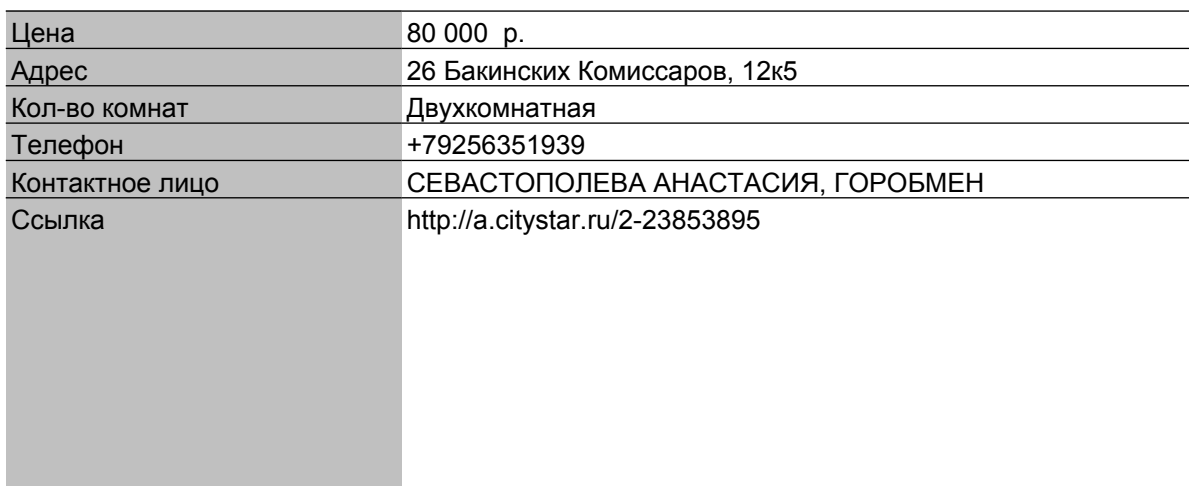 Цена 80 000 р.
Адрес 26 Бакинских Комиссаров, 12к5
Кол-во комнат Двухкомнатная
Телефон +79256351939
Контактное лицо СЕВАСТОПОЛЕВА АНАСТАСИЯ, ГОРОБМЕН
Ссылка http://a.citystar.ru/2-23853895